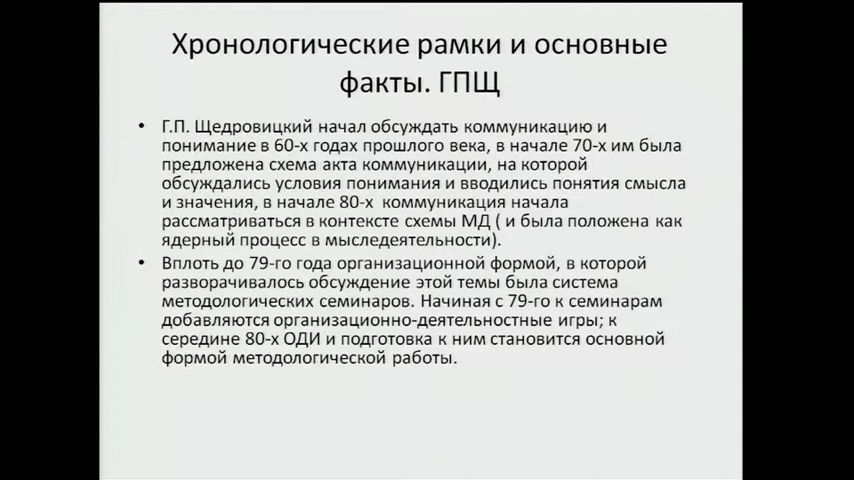 Хронологические рамки и основные
факты. ГПЩ
• Г.П. Щедровицкий начал обсуждать коммуникацию и
понимание в 60-х годах прошлого века, в начале 70-х им была
предложена схема акта коммуникации, на которой
обсуждались условия понимания и вводились понятия смысла
и значения, в начале 80-х коммуникация начала
рассматриваться в контексте схемы МД ( и была положена как
ядерный процесс в мыследеятельности).
• Вплоть до 79-го года организационной формой, в которой
разворачивалось обсуждение этой темы была система
методологических семинаров. Начиная с 79-го к семинарам
добавляются организационно-деятельностные игры; к
середине 80-х ОДИ и подготовка к ним становится основной
формой методологической работы.